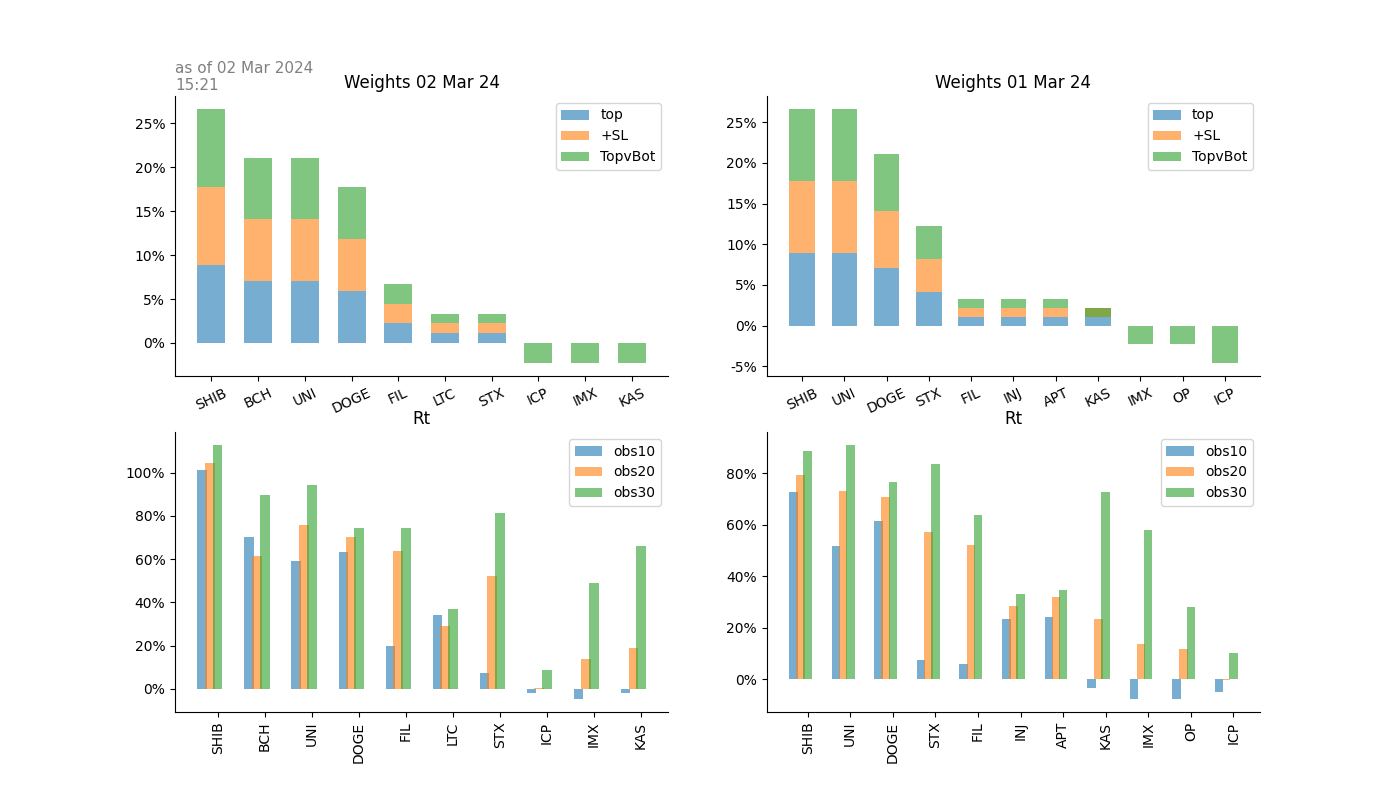 as of 02 Mar 2024
15:21
Weights 02 Mar 24
25%
20%
15%
10%
5%
0%
top
+SL
TopvBot
SHIB
BCH
UNI
DOGE
FIL
LTC
STX
ICP
IMX
KAS
Weights 01 Mar 24
25%
20%
15%
10%
5%
0%
-5%
top
+SL
TopvBot
SHIB
UNI
DOGE
STX
FIL
INJ
APT
KAS
IMX
OP
ICP
Rt
100%
80%
60%
40%
20%
0%
obs10
obs20
obs30
SHIB
BCH
UNI
DOGE
FIL
LTC
STX
ICP
IMX
KAS
Rt
80%
60%
40%
20%
0%
obs10
obs20
obs30
SHIB
UNI
DOGE
STX
FIL
INJ
APT
KAS
IMX
OP
ICP